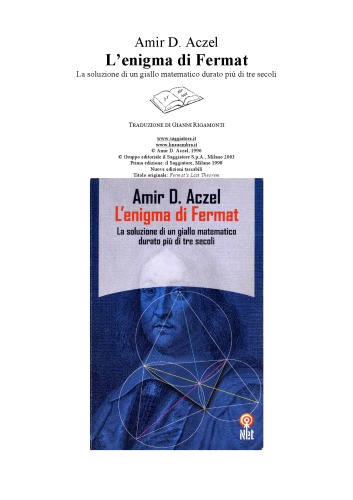 Amir D. Aczel
L'enigma di Fermat
La soluzione di un giallo matematico durato più di tre secoli
TRADUZIONE DI GIANNI RIGAMONTI
www.saggiatore.it
© Amir D. Aczel, 1996
© Gruppo editoriale il Saggiatore S.p.A., Milano 2003
Prima edizione: il Saggiatore, Milano 1998
Nuove edizioni tascabili
Titolo originale: Fermat's Last Theorem
Amir D. Aczel
L'enigma di Fermat
La soluzione di un giallo matematico
durato più di tre secoli
Net